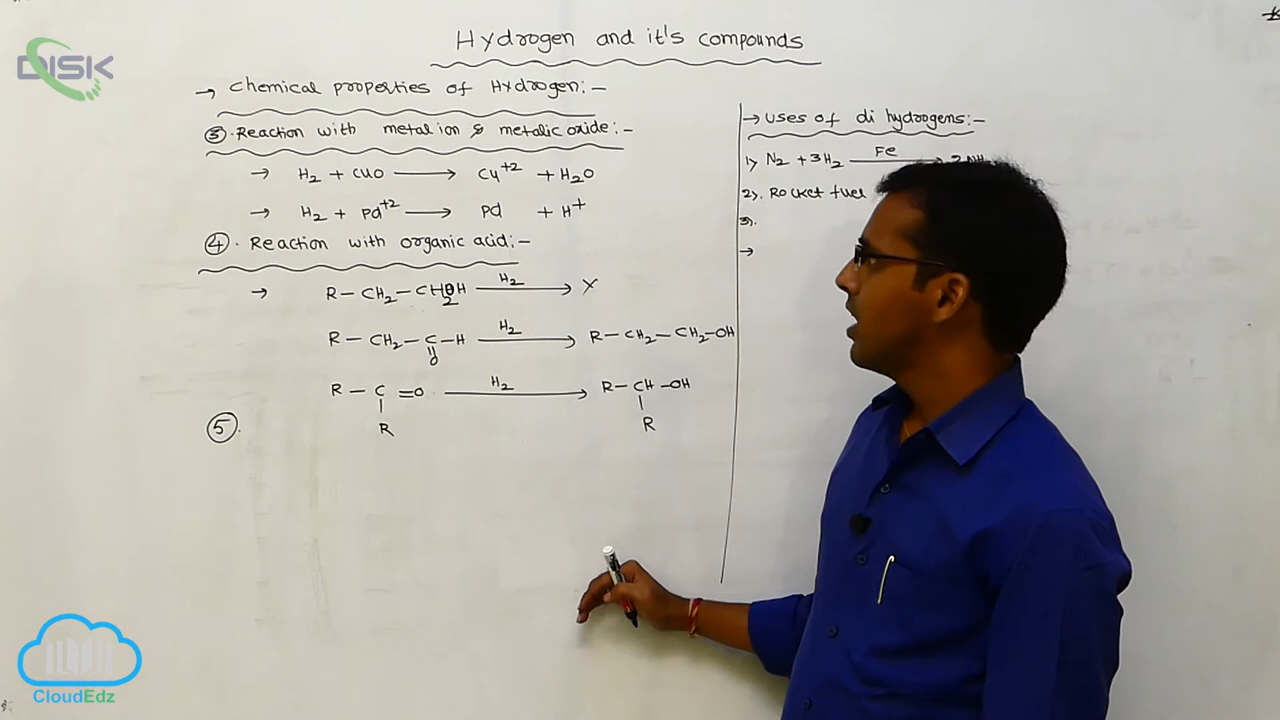 DISK
Hydrogen and it's compounds
→ Chemical properties of Hydrogen:-
③. Reaction with metal ion & metalic oxide:-
→ H₂ + CuO ⟶ Cu⁺² + H₂O
→ H₂ + Pd⁺² ⟶ Pd + H⁺
④. Reaction with organic acid:-
→ R – CH₂ – CH₂OH —H₂→ X
R – CH₂ – C – H —H₂→ R – CH₂ – CH₂ – OH
O
R – C = O —H₂→ R – CH – OH
R R
⑤.
→ Uses of di hydrogens:-
1) N₂ + 3H₂ —Fe→ 2NH
2). Rocket fuel
3).
→
CloudEdz